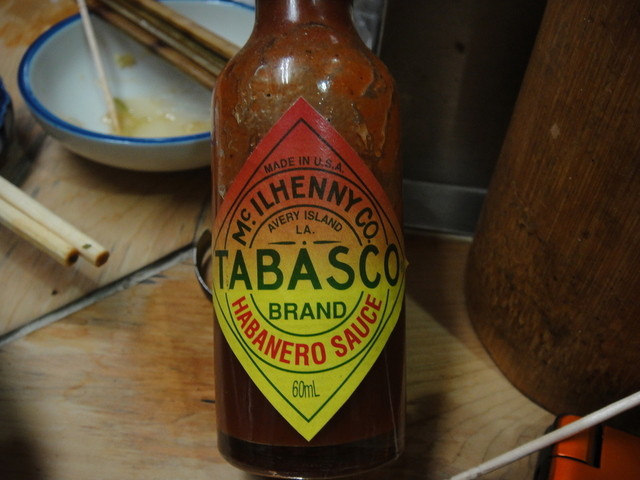 MADE IN U.S.A.
McILHENNY CO.
AVERY ISLAND
LA.
TABASCO
BRAND
HABANERO SAUCE
60mL